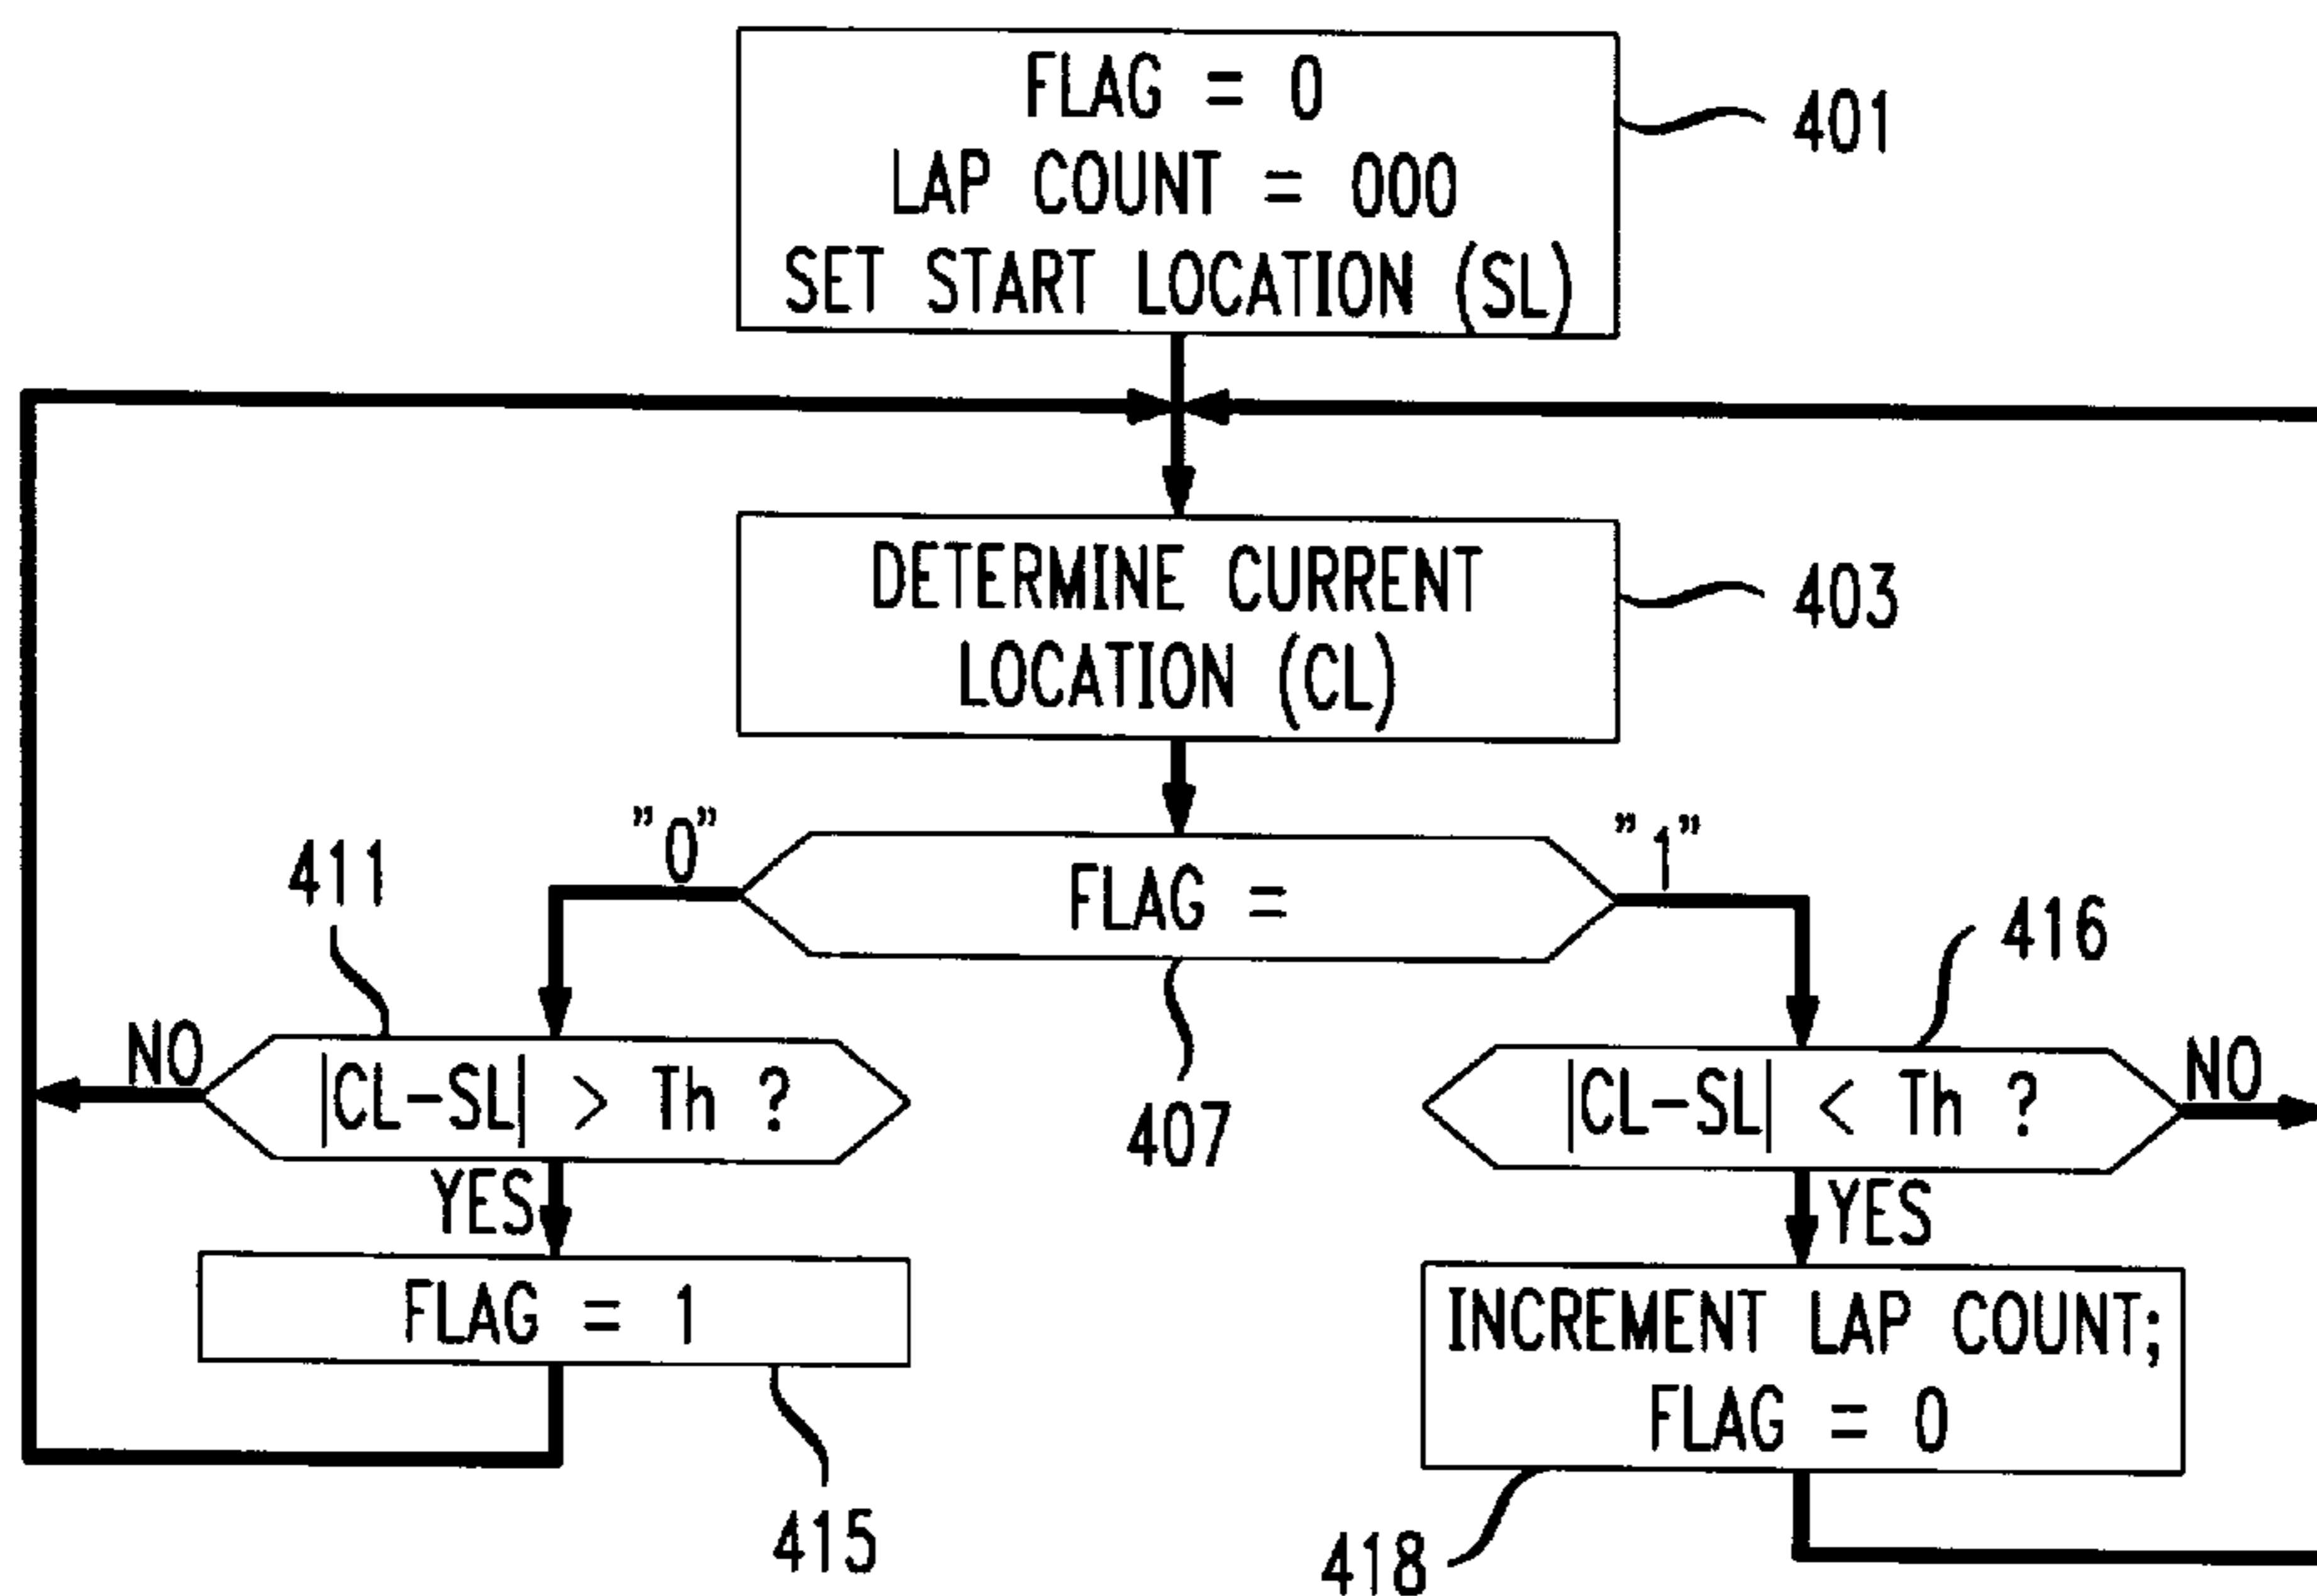 FLAG = 0
LAP COUNT = 000
SET START LOCATION (SL)
401
DETERMINE CURRENT
LOCATION (CL)
403
"0"
"1"
411
FLAG =
416
NO
|CL-SL| > Th ?
407
|CL-SL| < Th ?
NO
YES
YES
FLAG = 1
INCREMENT LAP COUNT;
FLAG = 0
415
418